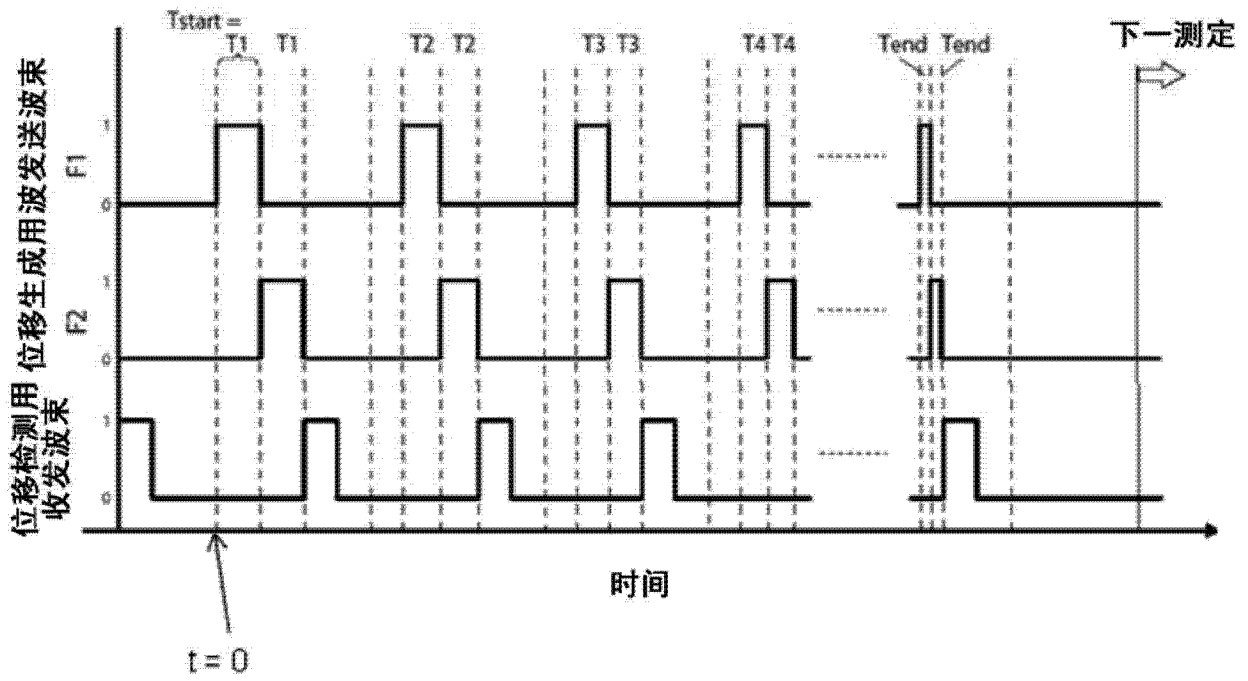 Tstart =
T1 T1 T2 T2 T3 T3 T4 T4 Tend Tend
下一测定
位移生成用波发送波束
F1
1
0
F2
1
0
位移检测用
收发波束
1
0
时间
t = 0